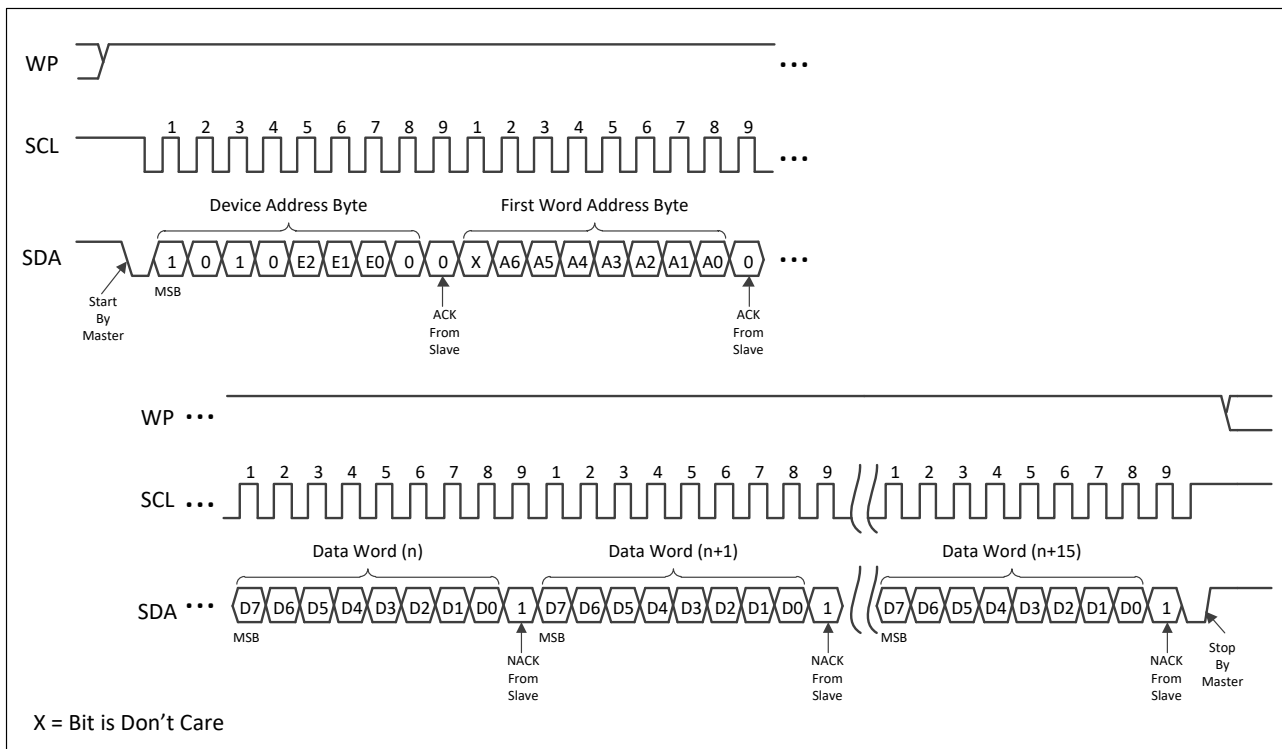 WP ...
1 2 3 4 5 6 7 8 9 1 2 3 4 5 6 7 8 9
SCL ...
Device Address Byte First Word Address Byte
SDA 1 0 1 0 E2 E1 E0 0 0 X A6 A5 A4 A3 A2 A1 A0 0 ...
MSB
Start
By
Master
ACK
From
Slave
ACK
From
Slave
WP ...
1 2 3 4 5 6 7 8 9 1 2 3 4 5 6 7 8 9 1 2 3 4 5 6 7 8 9
SCL ...
Data Word (n) Data Word (n+1) Data Word (n+15)
SDA ... D7 D6 D5 D4 D3 D2 D1 D0 1 D7 D6 D5 D4 D3 D2 D1 D0 1 D7 D6 D5 D4 D3 D2 D1 D0 1
MSB MSB MSB
NACK
From
Slave
NACK
From
Slave
NACK
From
Slave
Stop
By
Master
X = Bit is Don't Care